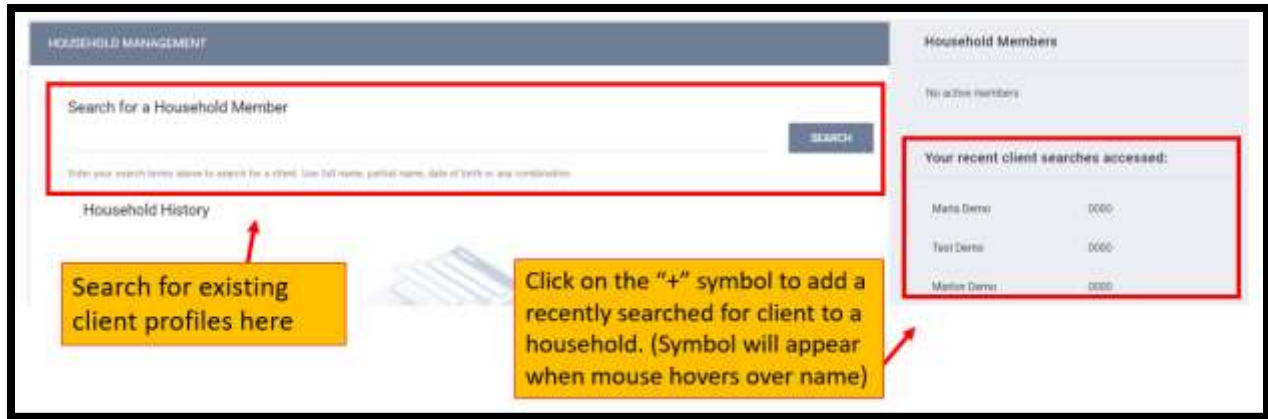 HOUSEHOLD MANAGEMENT
Search for a Household Member
SEARCH
Enter your search terms above to search for a client. Use full name, partial name, date of birth or any combination.
Household History
Search for existing
client profiles here
Click on the “+” symbol to add a
recently searched for client to a
household. (Symbol will appear
when mouse hovers over name)
Household Members
No active members
Your recent client searches accessed:
Maria Demo 0000
Test Demo 0000
Demo 0000